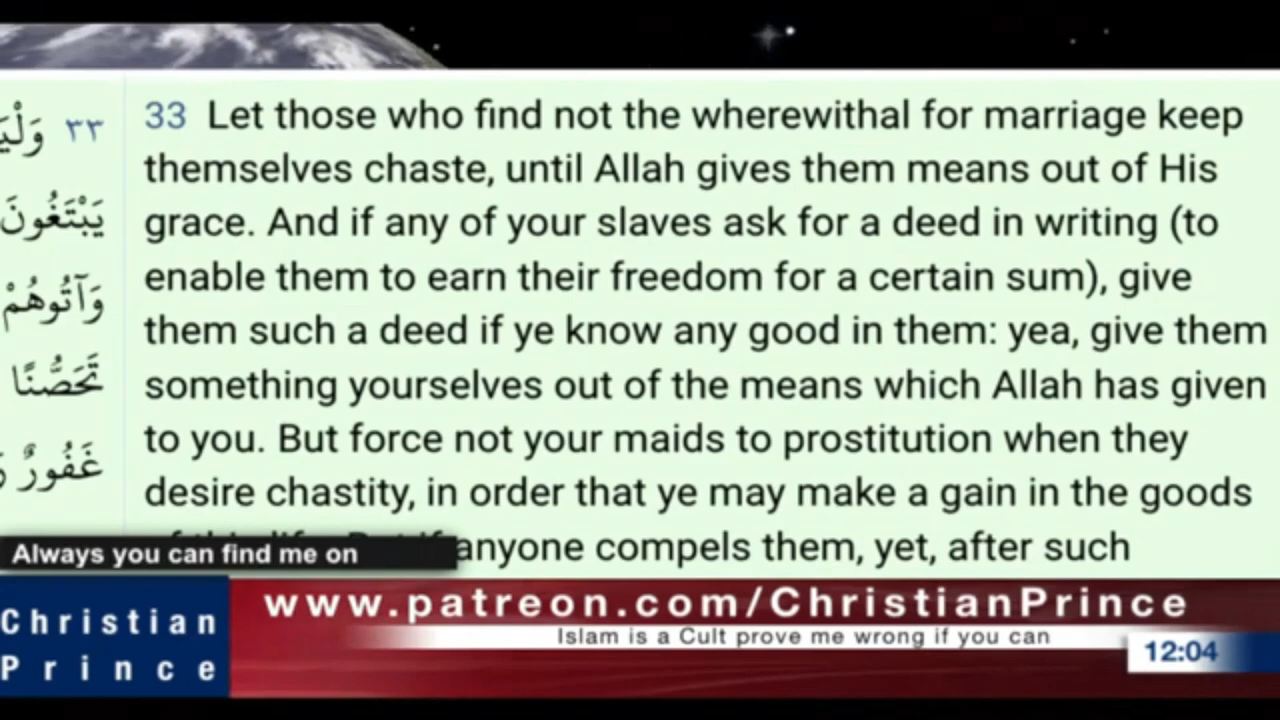 33 Let those who find not the wherewithal for marriage keep
themselves chaste, until Allah gives them means out of His
grace. And if any of your slaves ask for a deed in writing (to
enable them to earn their freedom for a certain sum), give
them such a deed if ye know any good in them: yea, give them
something yourselves out of the means which Allah has given
to you. But force not your maids to prostitution when they
desire chastity, in order that ye may make a gain in the goods
anyone compels them, yet, after such
٣٣
يَبْتَغُونَ
وَآتُوهُمْ
تَحَصُّنًا
غَفُورٌ
Always you can find me on
www.patreon.com/ChristianPrince
Islam is a Cult prove me wrong if you can
Christian
Prince
12:04